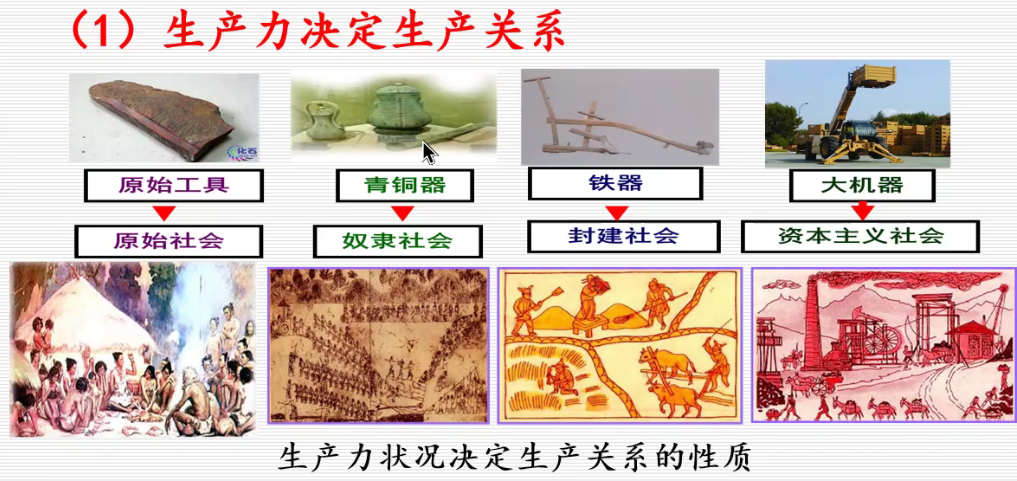 （1）生产力决定生产关系
化石
原始工具
青铜器
铁器
大机器
原始社会
奴隶社会
封建社会
资本主义社会
生产力状况决定生产关系的性质